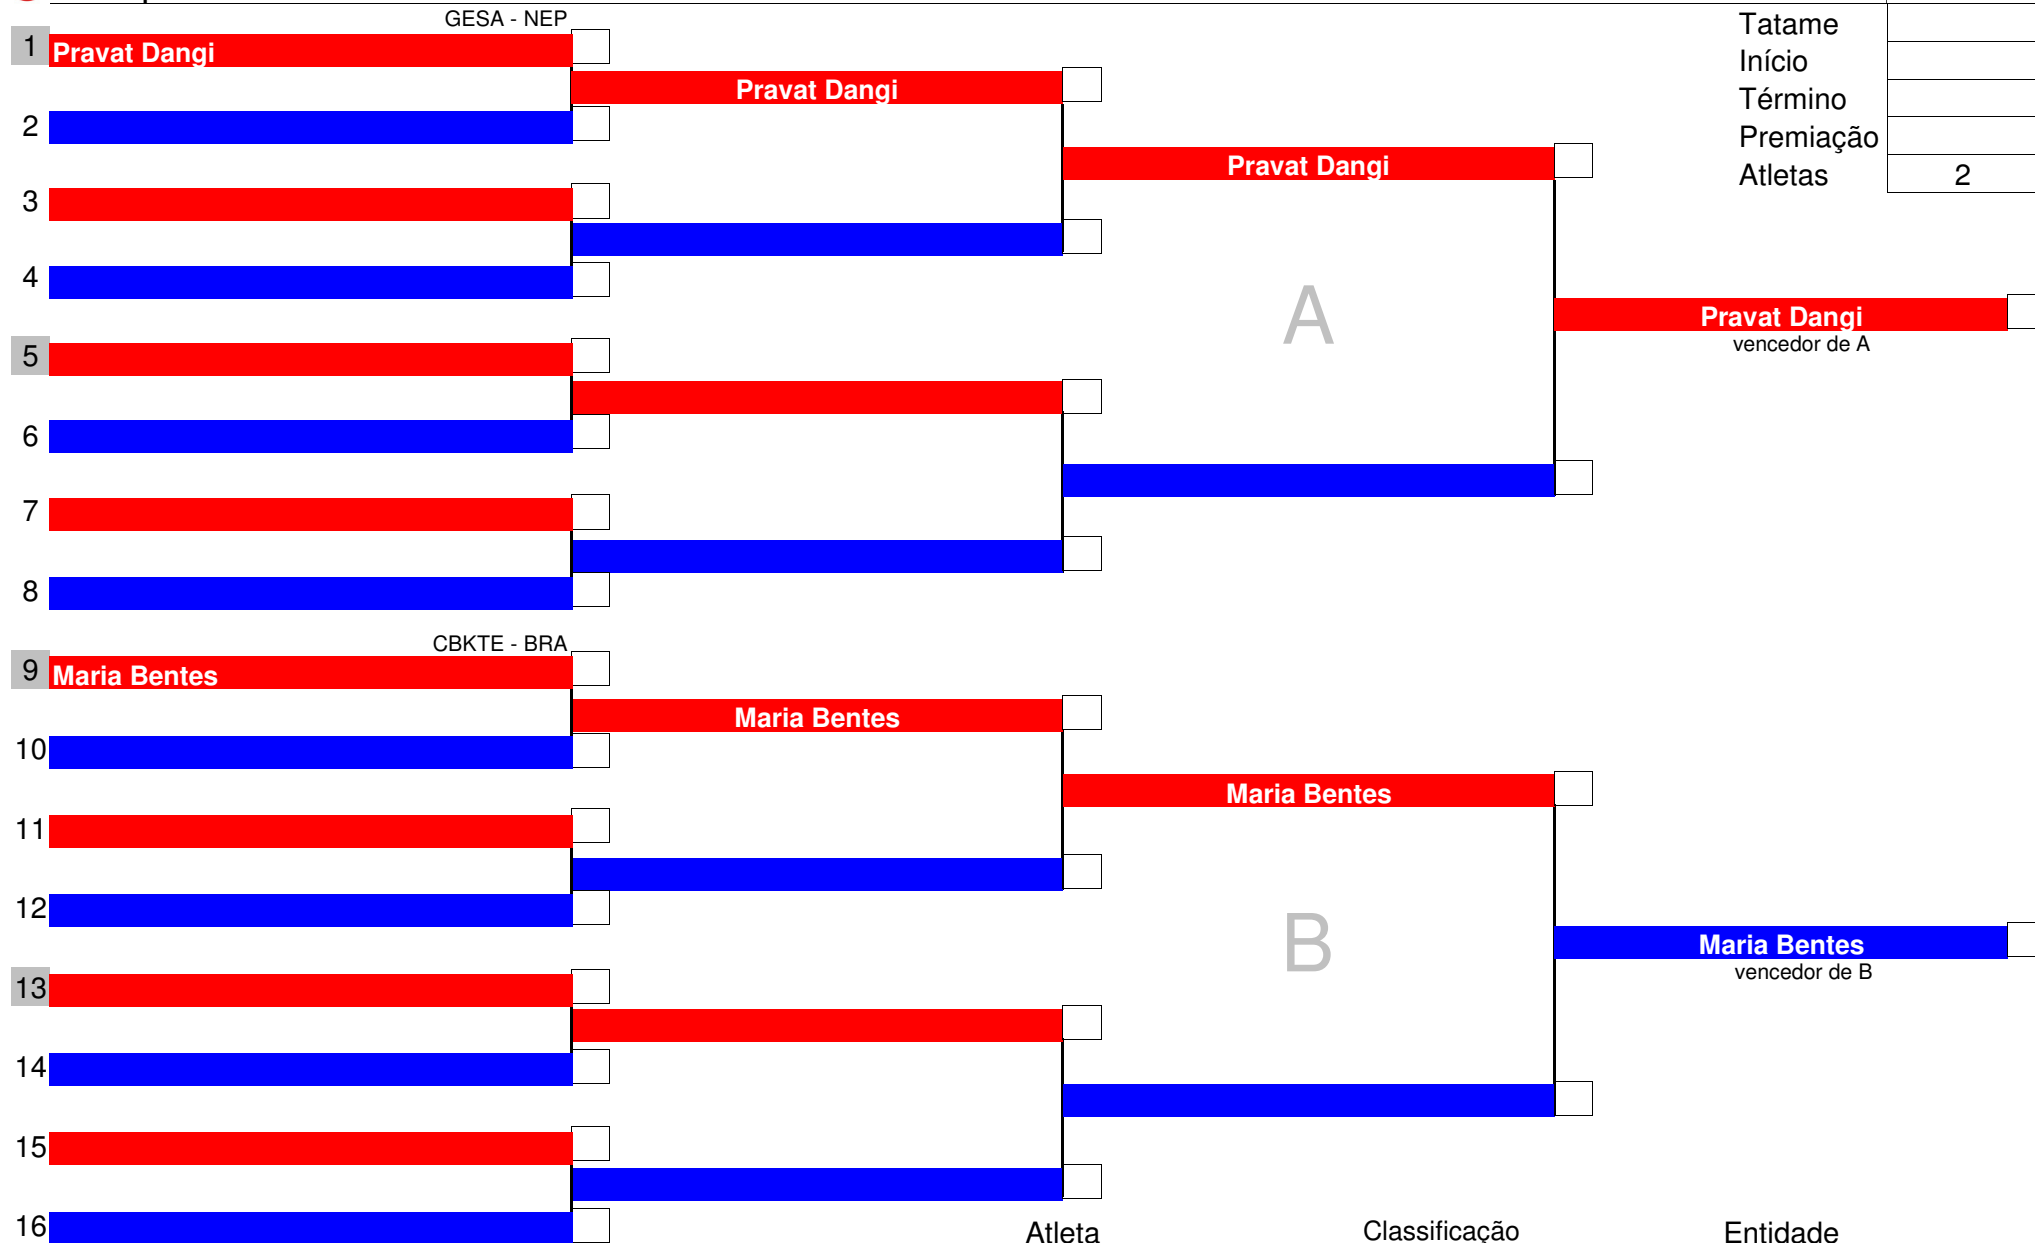 GESA - NEP
Tatame
1 Pravat Dangi
Início
Pravat Dangi
Término
2
Premiação
Pravat Dangi
Atletas 2
3
4
A
Pravat Dangi
vencedor de A
5
6
7
8
CBKTE - BRA
9 Maria Bentes
Maria Bentes
10
Maria Bentes
11
12
B
Maria Bentes
vencedor de B
13
14
15
16
Atleta Classificação Entidade